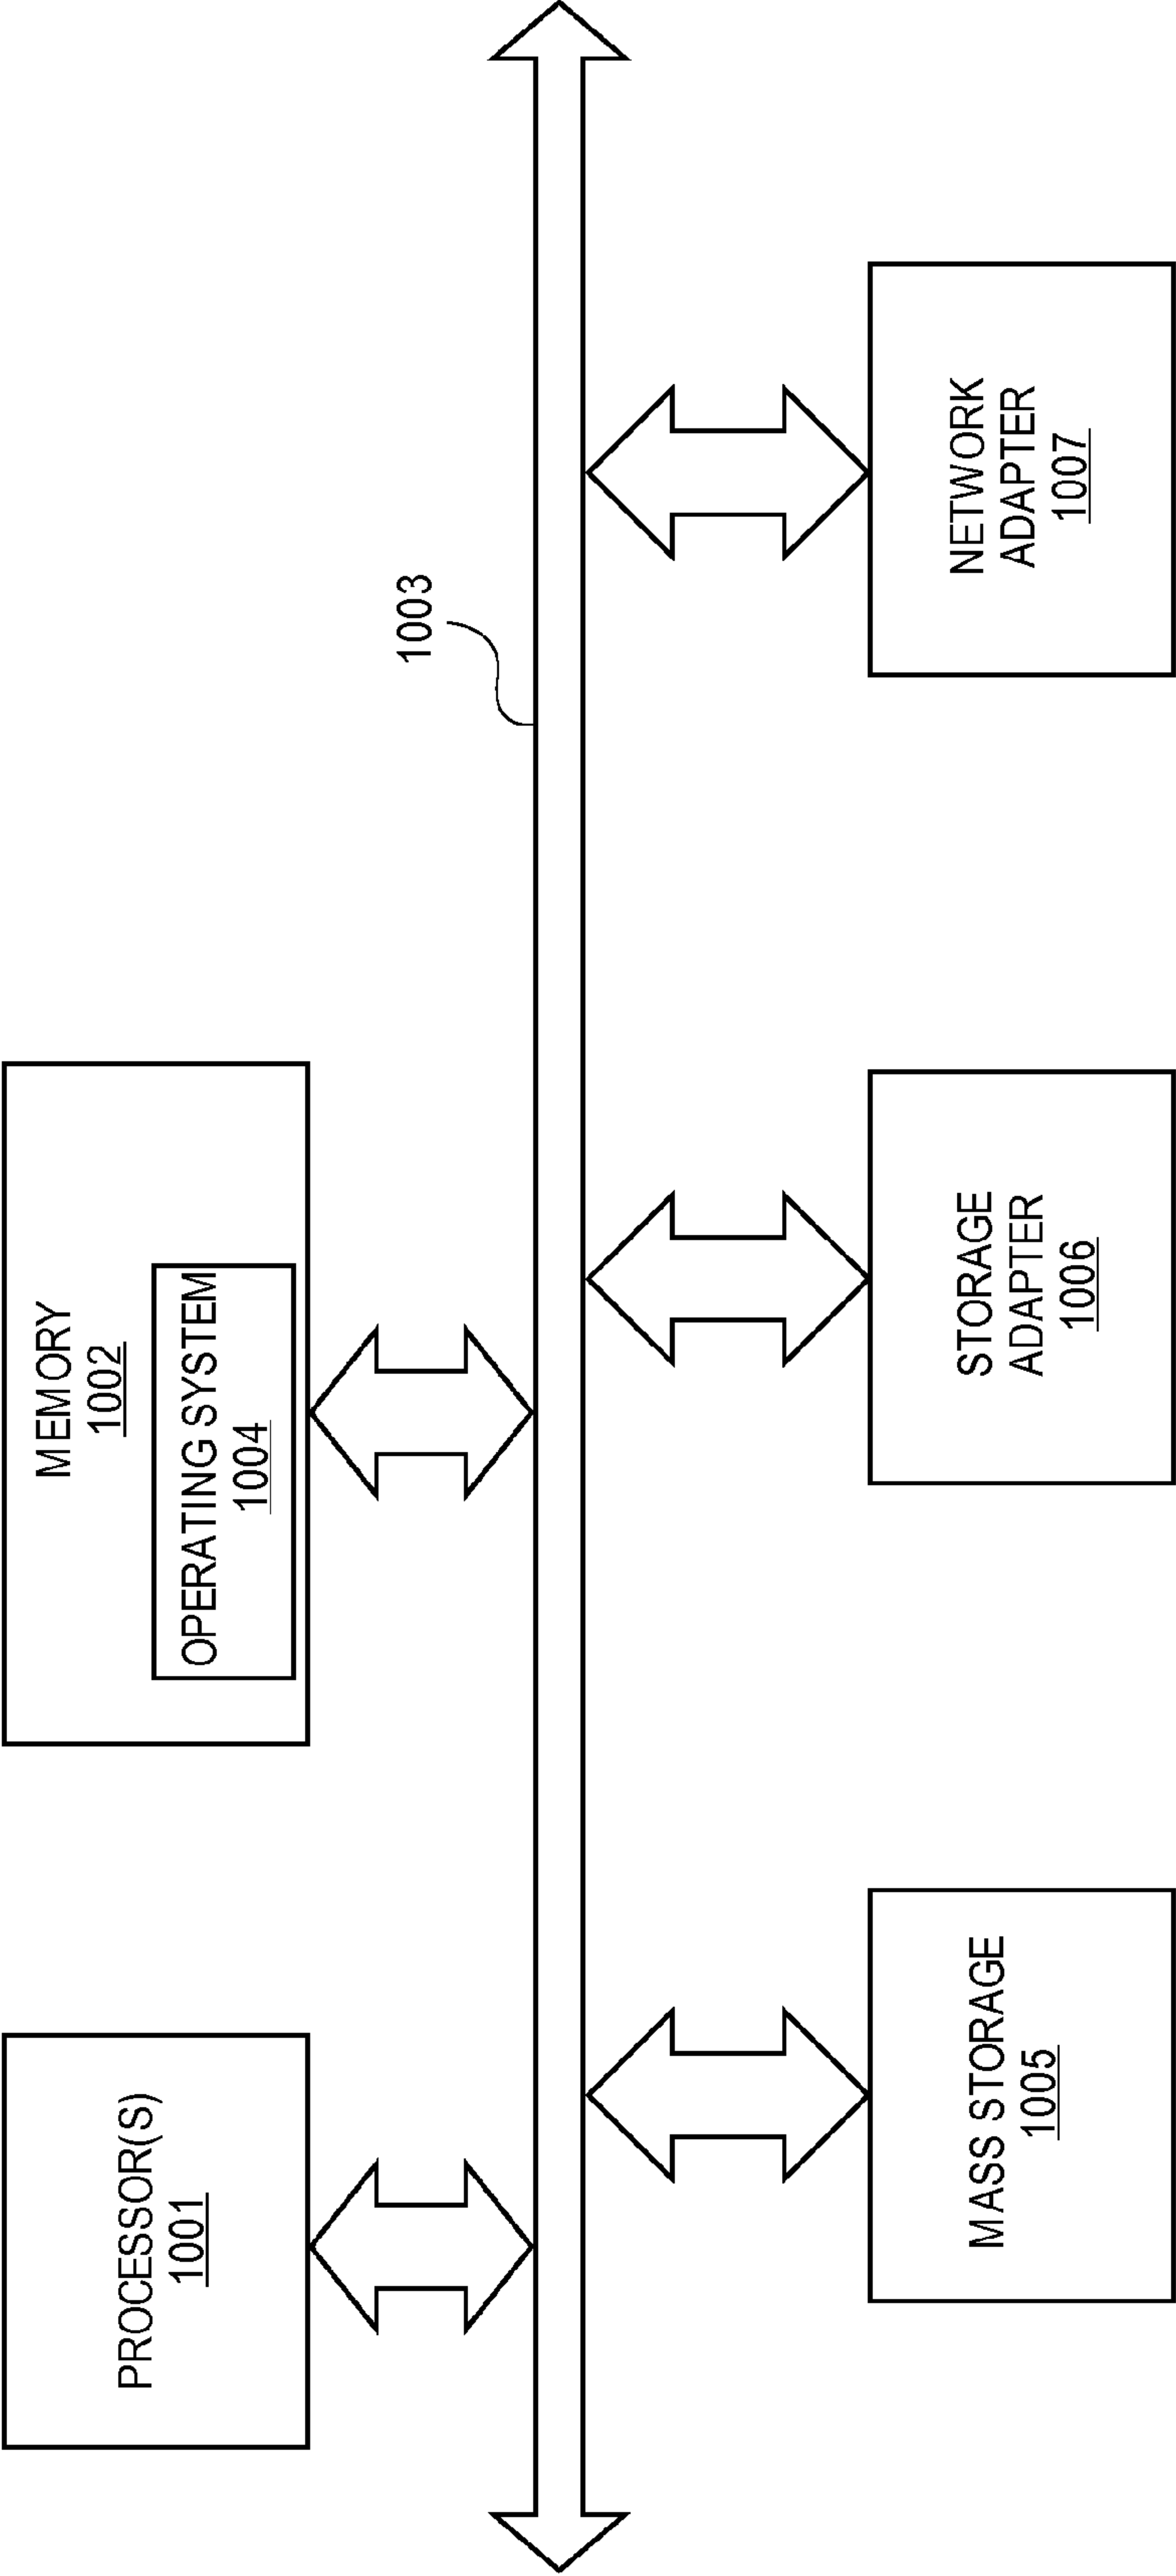 PROCESSOR(S)
1001
MEMORY
1002
OPERATING SYSTEM
1004
1003
MASS STORAGE
1005
STORAGE
ADAPTER
1006
NETWORK
ADAPTER
1007